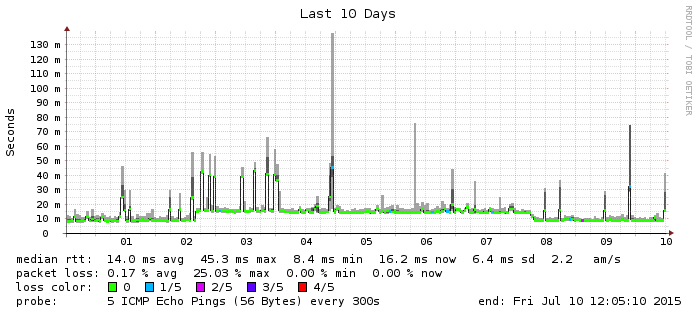 Last 10 Days
RRDTOOL / TOBI OETIKER
Seconds
130 m
120 m
110 m
100 m
90 m
80 m
70 m
60 m
50 m
40 m
30 m
20 m
10 m
0
01 02 03 04 05 06 07 08 09 10
median rtt: 14.0 ms avg 45.3 ms max 8.4 ms min 16.2 ms now 6.4 ms sd 2.2 am/s
packet loss: 0.17 % avg 25.03 % max 0.00 % min 0.00 % now
loss color: 0 1/5 2/5 3/5 4/5
probe: 5 ICMP Echo Pings (56 Bytes) every 300s end: Fri Jul 10 12:05:10 2015